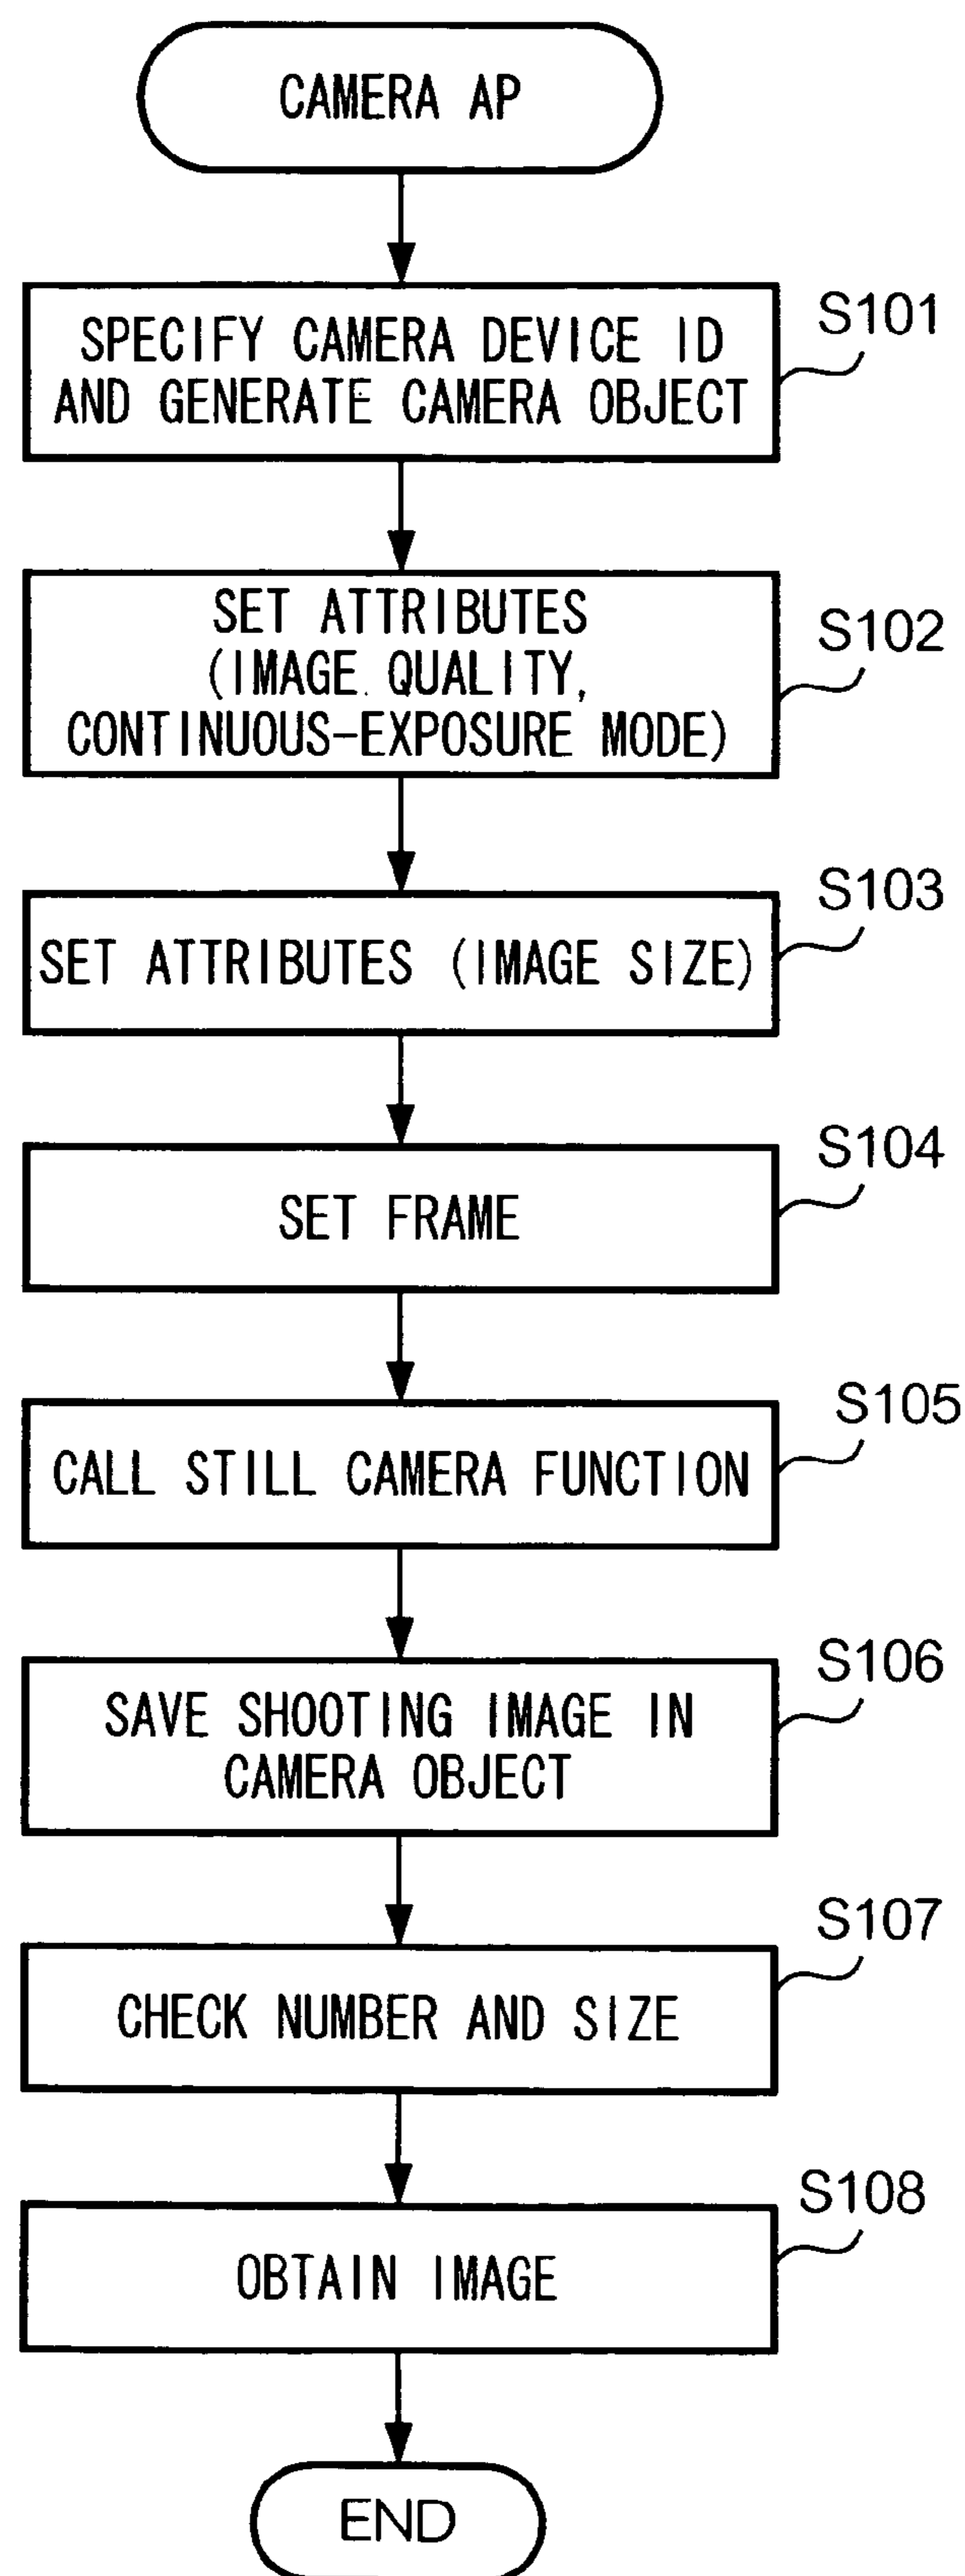 CAMERA AP
SPECIFY CAMERA DEVICE ID
AND GENERATE CAMERA OBJECT
S101
SET ATTRIBUTES
(IMAGE QUALITY,
CONTINUOUS-EXPOSURE MODE)
S102
SET ATTRIBUTES (IMAGE SIZE)
S103
SET FRAME
S104
CALL STILL CAMERA FUNCTION
S105
SAVE SHOOTING IMAGE IN
CAMERA OBJECT
S106
CHECK NUMBER AND SIZE
S107
OBTAIN IMAGE
S108
END